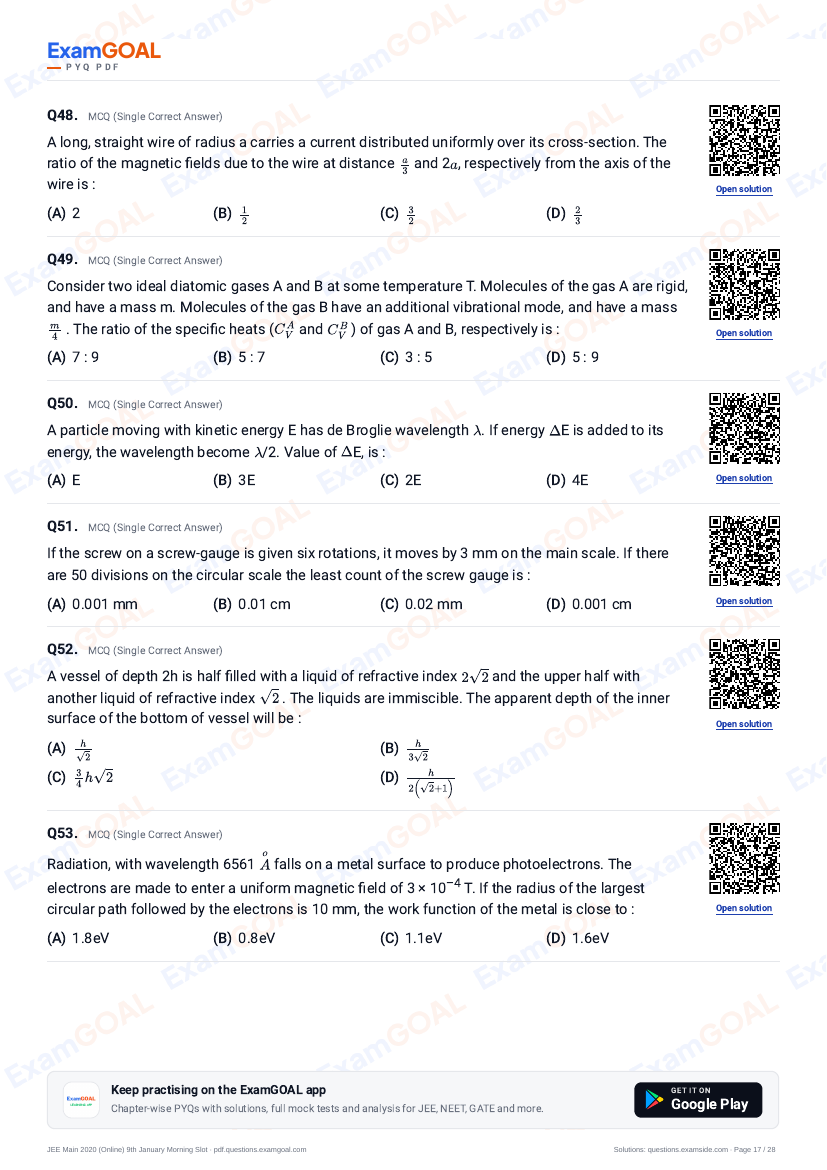 ExamGOAL
PYQ PDF
Q48. MCQ (Single Correct Answer)
A long, straight wire of radius a carries a current distributed uniformly over its cross-section. The
ratio of the magnetic fields due to the wire at distance a/3 and 2a, respectively from the axis of the
wire is :
(A) 2 (B) 1/2 (C) 3/2 (D) 2/3
Open solution
Q49. MCQ (Single Correct Answer)
Consider two ideal diatomic gases A and B at some temperature T. Molecules of the gas A are rigid,
and have a mass m. Molecules of the gas B have an additional vibrational mode, and have a mass
m/4 . The ratio of the specific heats (C_V^A and C_V^B) of gas A and B, respectively is :
(A) 7 : 9 (B) 5 : 7 (C) 3 : 5 (D) 5 : 9
Open solution
Q50. MCQ (Single Correct Answer)
A particle moving with kinetic energy E has de Broglie wavelength λ. If energy ΔE is added to its
energy, the wavelength become λ/2. Value of ΔE, is :
(A) E (B) 3E (C) 2E (D) 4E
Open solution
Q51. MCQ (Single Correct Answer)
If the screw on a screw-gauge is given six rotations, it moves by 3 mm on the main scale. If there
are 50 divisions on the circular scale the least count of the screw gauge is :
(A) 0.001 mm (B) 0.01 cm (C) 0.02 mm (D) 0.001 cm
Open solution
Q52. MCQ (Single Correct Answer)
A vessel of depth 2h is half filled with a liquid of refractive index 2√2 and the upper half with
another liquid of refractive index √2 . The liquids are immiscible. The apparent depth of the inner
surface of the bottom of vessel will be :
(A) h/√2 (B) h/3√2
(C) 3/4 h√2 (D) h/2(√2+1)
Open solution
Q53. MCQ (Single Correct Answer)
Radiation, with wavelength 6561 Å falls on a metal surface to produce photoelectrons. The
electrons are made to enter a uniform magnetic field of 3 × 10⁻⁴ T. If the radius of the largest
circular path followed by the electrons is 10 mm, the work function of the metal is close to :
(A) 1.8eV (B) 0.8eV (C) 1.1eV (D) 1.6eV
Open solution
Keep practising on the ExamGOAL app
Chapter-wise PYQs with solutions, full mock tests and analysis for JEE, NEET, GATE and more.
GET IT ON
Google Play
JEE Main 2020 (Online) 9th January Morning Slot · pdf.questions.examgoal.com
Solutions: questions.examside.com · Page 17 / 28